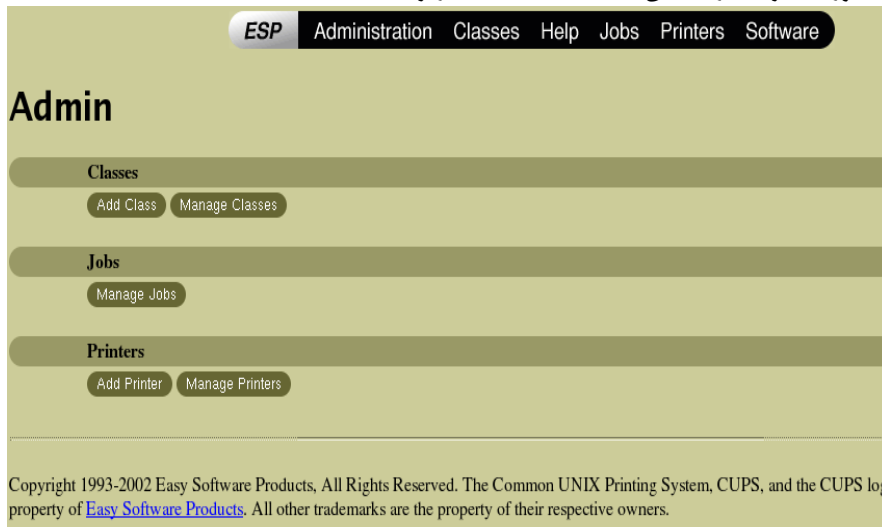 ESP Administration Classes Help Jobs Printers Software
Admin
Classes
Add Class Manage Classes
Jobs
Manage Jobs
Printers
Add Printer Manage Printers
Copyright 1993-2002 Easy Software Products, All Rights Reserved. The Common UNIX Printing System, CUPS, and the CUPS
property of Easy Software Products. All other trademarks are the property of their respective owners.